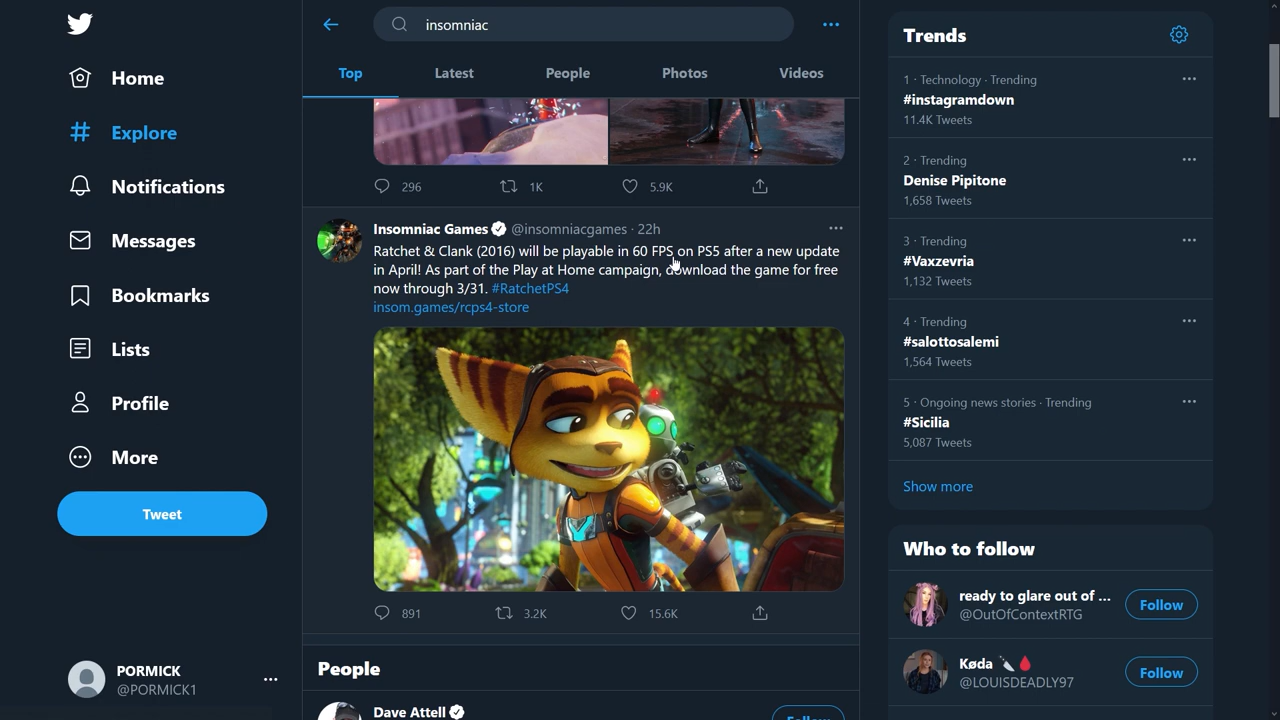 insomniac
Top
Latest
People
Photos
Videos
Home
Explore
Notifications
Messages
Bookmarks
Lists
Profile
More
Tweet
PORMICK
@PORMICK1
296
1K
5.9K
Insomniac Games @insomniacgames · 22h
Ratchet & Clank (2016) will be playable in 60 FPS on PS5 after a new update
in April! As part of the Play at Home campaign, download the game for free
now through 3/31. #RatchetPS4
insom.games/rcps4-store
891
3.2K
15.6K
People
Dave Attell
Follow
Trends
1 · Technology · Trending
#instagramdown
11.4K Tweets
2 · Trending
Denise Pipitone
1,658 Tweets
3 · Trending
#Vaxzevria
1,132 Tweets
4 · Trending
#salottosalemi
1,564 Tweets
5 · Ongoing news stories · Trending
#Sicilia
5,087 Tweets
Show more
Who to follow
ready to glare out of ...
@OutOfContextRTG
Follow
Køda 🔪🩸
@LOUISDEADLY97
Follow